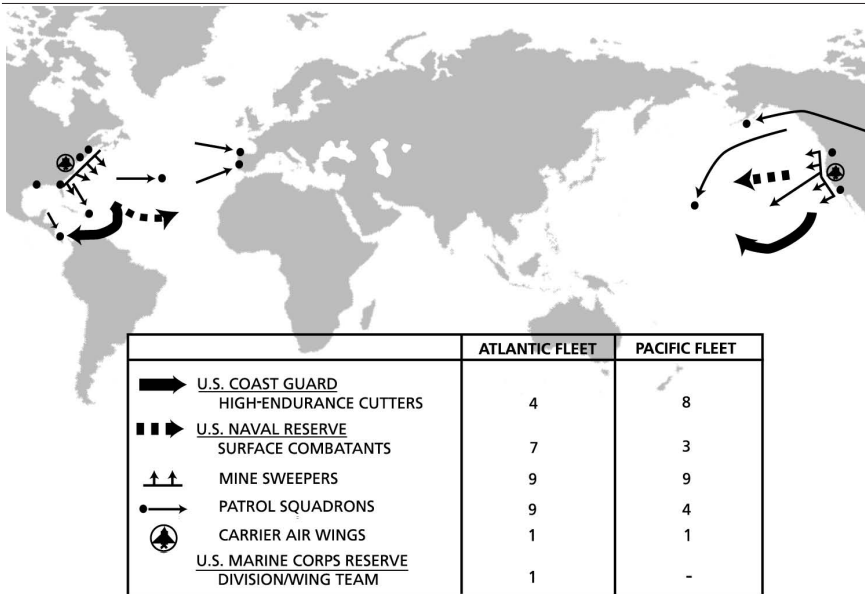 ATLANTIC FLEET PACIFIC FLEET
U.S. COAST GUARD
HIGH-ENDURANCE CUTTERS 4 8
U.S. NAVAL RESERVE
SURFACE COMBATANTS 7 3
MINE SWEEPERS 9 9
PATROL SQUADRONS 9 4
CARRIER AIR WINGS 1 1
U.S. MARINE CORPS RESERVE
DIVISION/WING TEAM 1 -